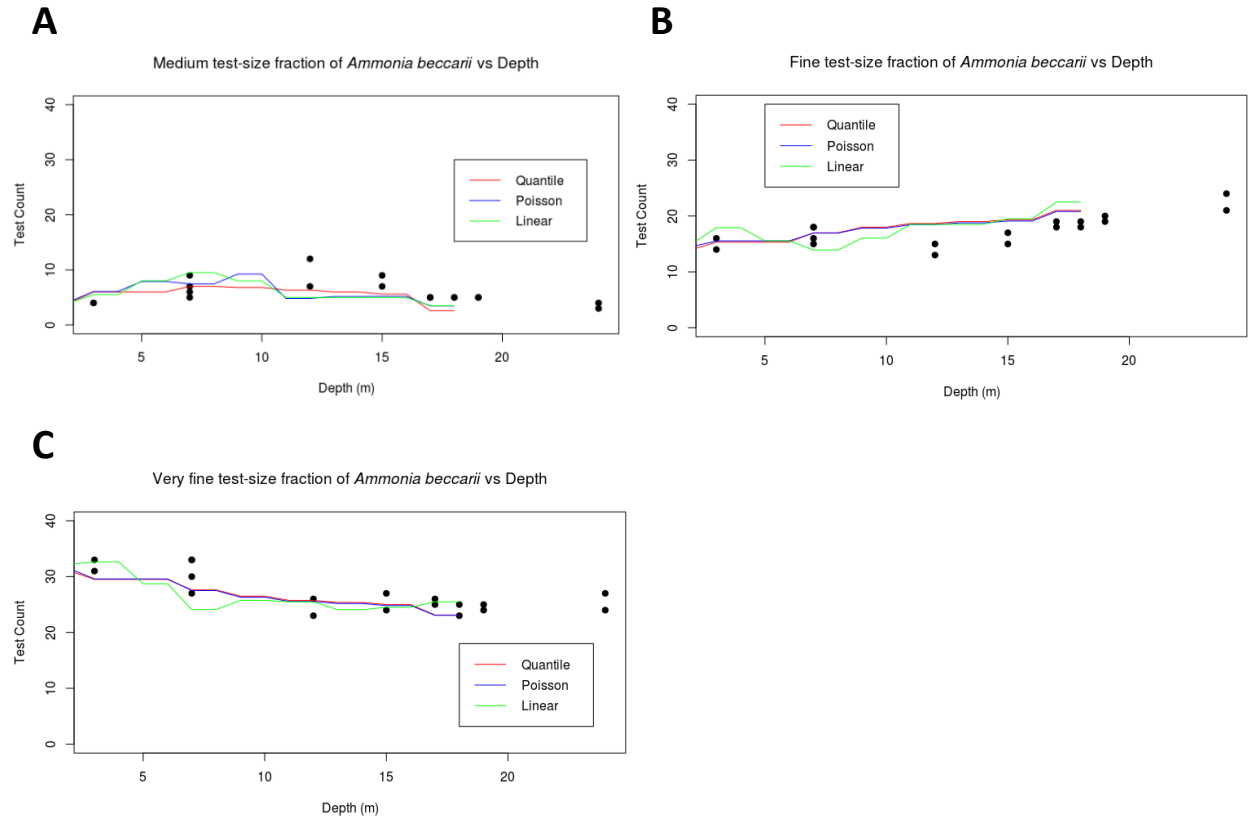 A
Medium test-size fraction of Ammonia beccarii vs Depth
40
30
20
10
0
Test Count
Quantile
Poisson
Linear
5
10
15
20
Depth (m)
B
Fine test-size fraction of Ammonia beccarii vs Depth
40
30
20
10
0
Test Count
Quantile
Poisson
Linear
5
10
15
20
Depth (m)
C
Very fine test-size fraction of Ammonia beccarii vs Depth
40
30
20
10
0
Test Count
Quantile
Poisson
Linear
5
10
15
20
Depth (m)